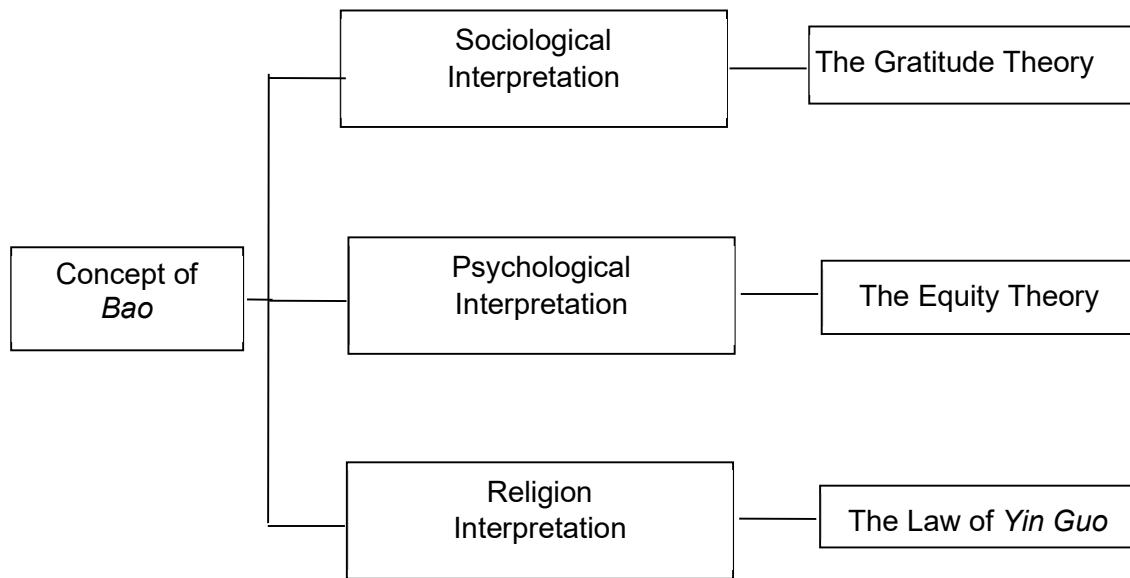 Sociological
Interpretation
The Gratitude Theory
Concept of
Bao
Psychological
Interpretation
The Equity Theory
Religion
Interpretation
The Law of Yin Guo